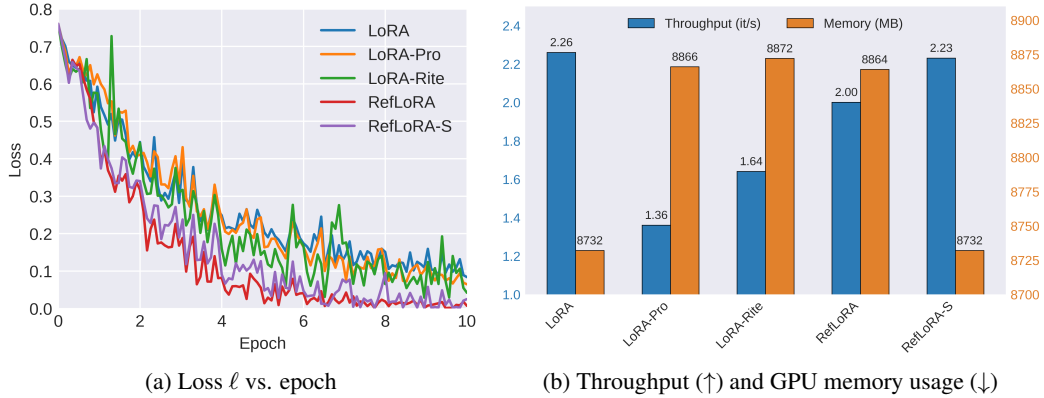 0.8
0.7
0.6
0.5
0.4
0.3
0.2
0.1
0.0
Loss
0 2 4 6 8 10
Epoch
LoRA
LoRA-Pro
LoRA-Rite
RefLoRA
RefLoRA-S
(a) Loss ℓ vs. epoch
Throughput (it/s) Memory (MB)
2.4
2.2
2.0
1.8
1.6
1.4
1.2
1.0
2.26 8732
1.36 8866
1.64 8872
2.00 8864
2.23 8732
8900
8875
8850
8825
8800
8775
8750
8725
8700
LoRA LoRA-Pro LoRA-Rite RefLoRA RefLoRA-S
(b) Throughput (↑) and GPU memory usage (↓)